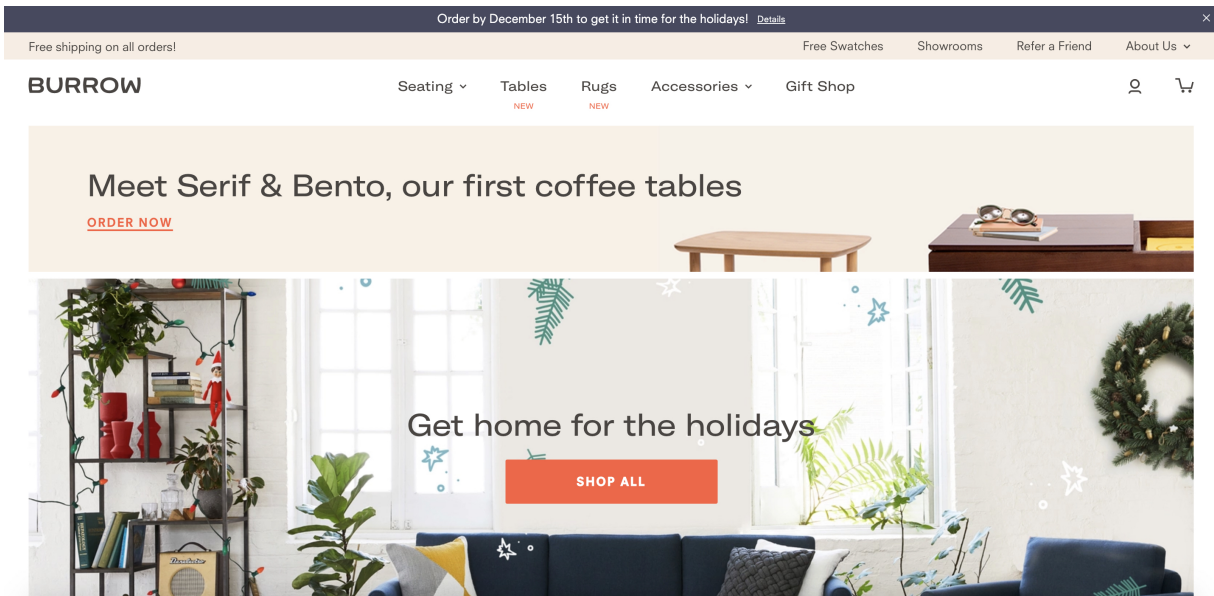 Order by December 15th to get it in time for the holidays! Details
Free shipping on all orders!
Free Swatches
Showrooms
Refer a Friend
About Us
BURROW
Seating
Tables
NEW
Rugs
NEW
Accessories
Gift Shop
Meet Serif & Bento, our first coffee tables
ORDER NOW
Get home for the holidays
SHOP ALL